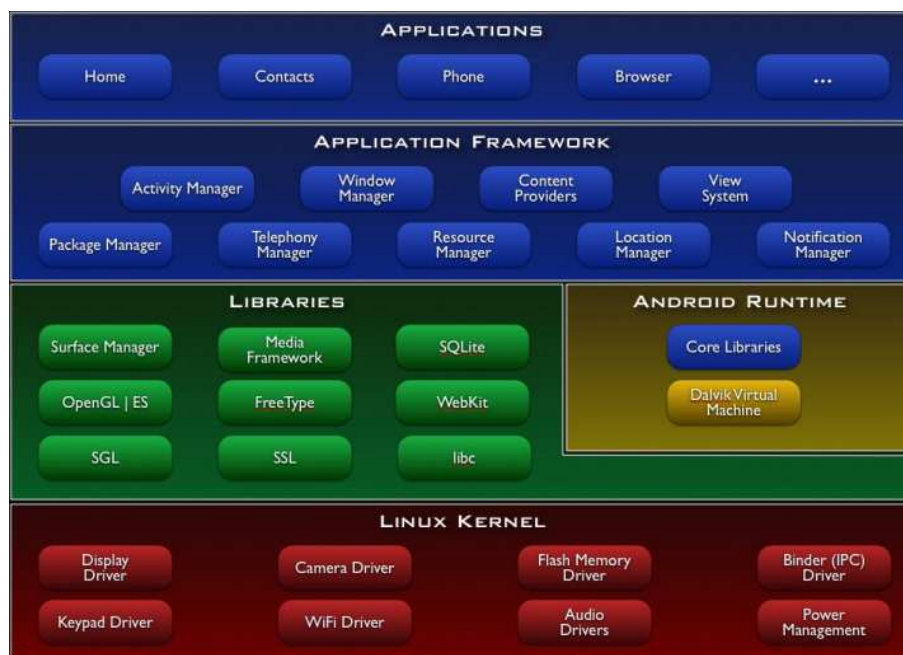 APPLICATIONS
Home
Contacts
Phone
Browser
...
APPLICATION FRAMEWORK
Activity Manager
Window
Manager
Content
Providers
View
System
Package Manager
Telephony
Manager
Resource
Manager
Location
Manager
Notification
Manager
LIBRARIES
Surface Manager
Media
Framework
SQLite
OpenGL | ES
FreeType
WebKit
SGL
SSL
libc
ANDROID RUNTIME
Core Libraries
Dalvik Virtual
Machine
LINUX KERNEL
Display
Driver
Camera Driver
Flash Memory
Driver
Binder (IPC)
Driver
Keypad Driver
WiFi Driver
Audio
Drivers
Power
Management